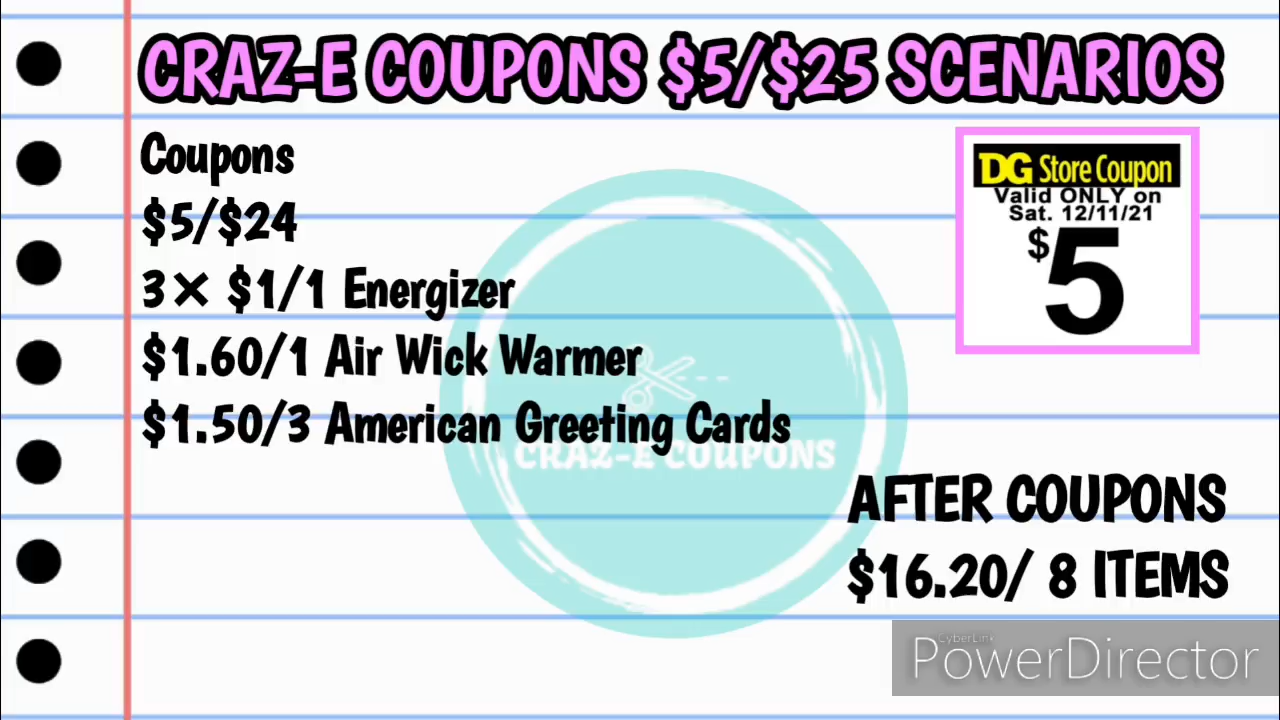 CRAZ-E COUPONS $5/$25 SCENARIOS
Coupons
$5/$24
3× $1/1 Energizer
$1.60/1 Air Wick Warmer
$1.50/3 American Greeting Cards
DG Store Coupon
Valid ONLY on
Sat. 12/11/21
$5
CRAZ-E COUPONS
AFTER COUPONS
$16.20/ 8 ITEMS
CyberLink
PowerDirector